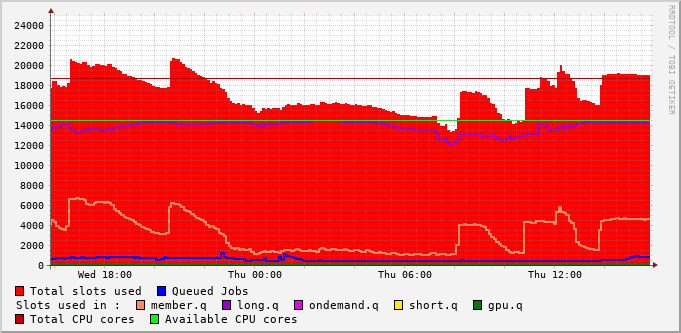 24000
22000
20000
18000
16000
14000
12000
10000
8000
6000
4000
2000
0
Wed 18:00 Thu 00:00 Thu 06:00 Thu 12:00
RRDTOOL / TOBI OETIKER
Total slots used Queued Jobs
Slots used in : member.q long.q ondemand.q short.q gpu.q
Total CPU cores Available CPU cores